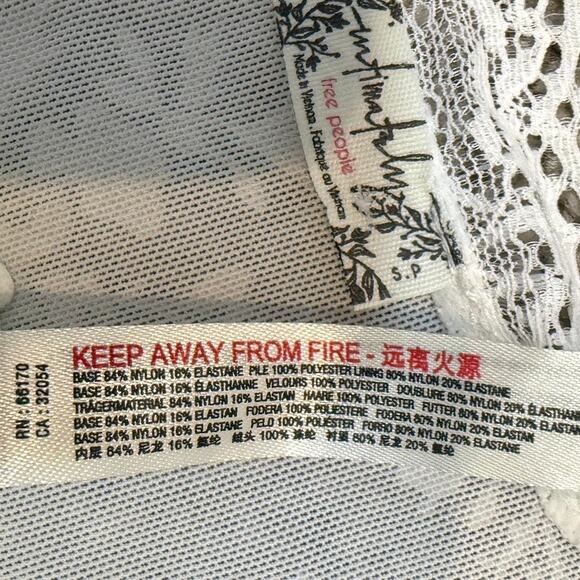 intimately
free people
Made in Vietnam . Fabriqué au Vietnam
S.P
RN : 66170
CA : 32054
KEEP AWAY FROM FIRE - 远离火源
BASE 84% NYLON 16% ELASTANE PILE 100% POLYESTER LINING 80% NYLON 20% ELASTANE
BASE 84% NYLON 16% ÉLASTHANNE VELOURS 100% POLYESTER DOUBLURE 80% NYLON 20% ÉLASTHANNE
TRÄGERMATERIAL 84% NYLON 16% ELASTAN HAARE 100% POLYESTER FUTTER 80% NYLON 20% ELASTAN
BASE 84% NYLON 16% ELASTAN FODERA 100% POLIESTERE FODERA 80% NYLON 20% ELASTAN
BASE 84% NYLON 16% ELASTANE PELO 100% POLIÉSTER FORRO 80% NYLON 20% ELASTANE
内层 84% 尼龙 16% 氨纶 绒头 100% 涤纶 衬里 80% 尼龙 20% 氨纶